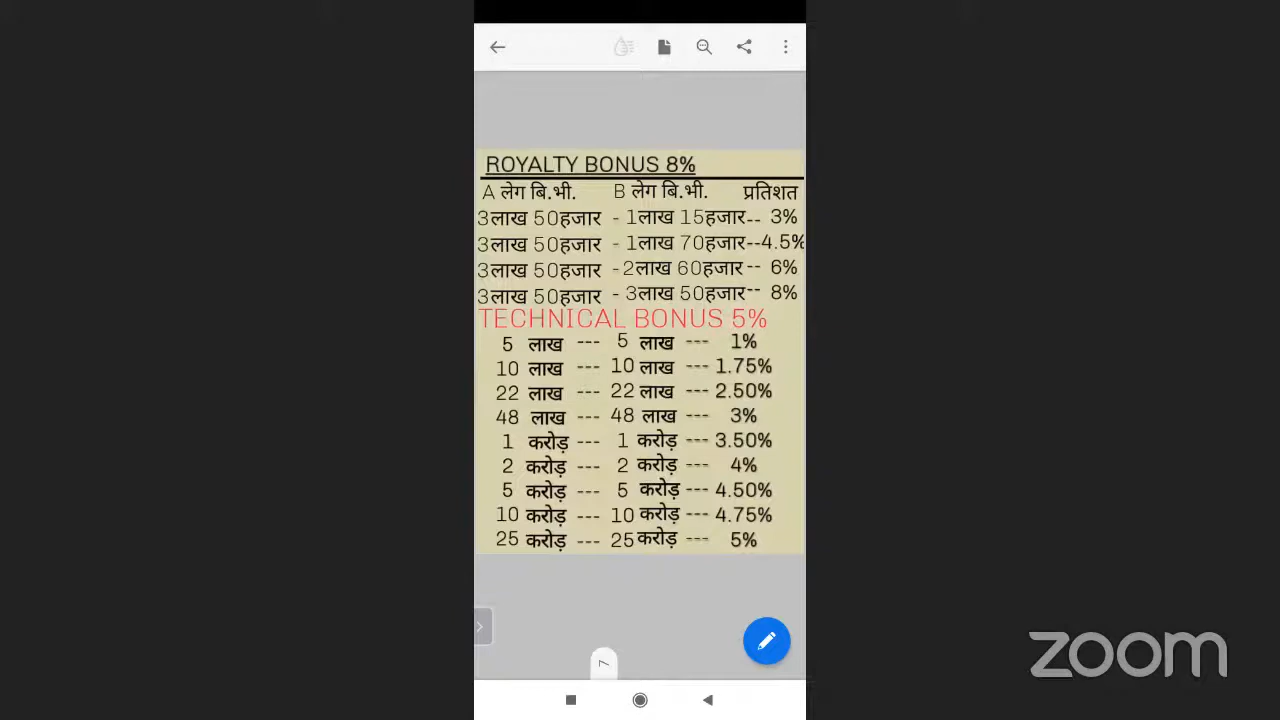 ROYALTY BONUS 8%
A लेग बि.भी. B लेग बि.भी. प्रतिशत
3लाख 50हजार - 1लाख 15हजार-- 3%
3लाख 50हजार - 1लाख 70हजार--4.5%
3लाख 50हजार - 2लाख 60हजार-- 6%
3लाख 50हजार - 3लाख 50हजार-- 8%
TECHNICAL BONUS 5%
5 लाख --- 5 लाख --- 1%
10 लाख --- 10 लाख --- 1.75%
22 लाख --- 22 लाख --- 2.50%
48 लाख --- 48 लाख --- 3%
1 करोड़ --- 1 करोड़ --- 3.50%
2 करोड़ --- 2 करोड़ --- 4%
5 करोड़ --- 5 करोड़ --- 4.50%
10 करोड़ --- 10 करोड़ --- 4.75%
25 करोड़ --- 25 करोड़ --- 5%
7
zoom